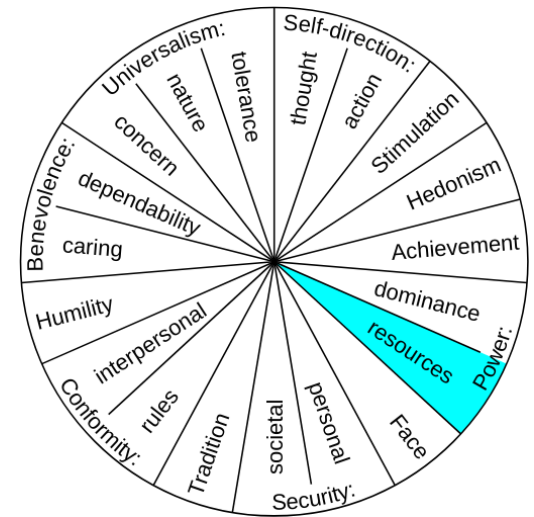 Self-direction:
thought
action
Stimulation
Hedonism
Achievement
Power:
dominance
resources
Face
Security:
personal
societal
Tradition
Conformity:
rules
interpersonal
Humility
Benevolence:
caring
dependability
Universalism:
concern
nature
tolerance